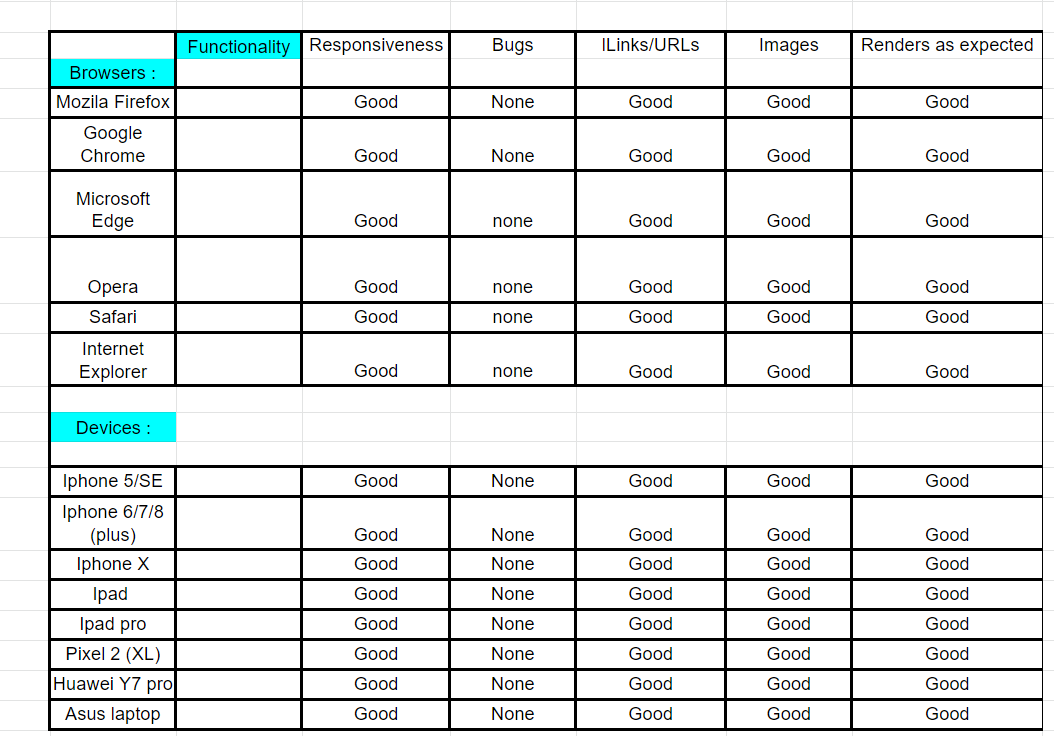 Functionality Responsiveness Bugs lLinks/URLs Images Renders as expected
Browsers :
Mozila Firefox Good None Good Good Good
Google
Chrome Good None Good Good Good
Microsoft
Edge Good none Good Good Good
Opera Good none Good Good Good
Safari Good none Good Good Good
Internet
Explorer Good none Good Good Good
Devices :
Iphone 5/SE Good None Good Good Good
Iphone 6/7/8
(plus) Good None Good Good Good
Iphone X Good None Good Good Good
Ipad Good None Good Good Good
Ipad pro Good None Good Good Good
Pixel 2 (XL) Good None Good Good Good
Huawei Y7 pro Good None Good Good Good
Asus laptop Good None Good Good Good